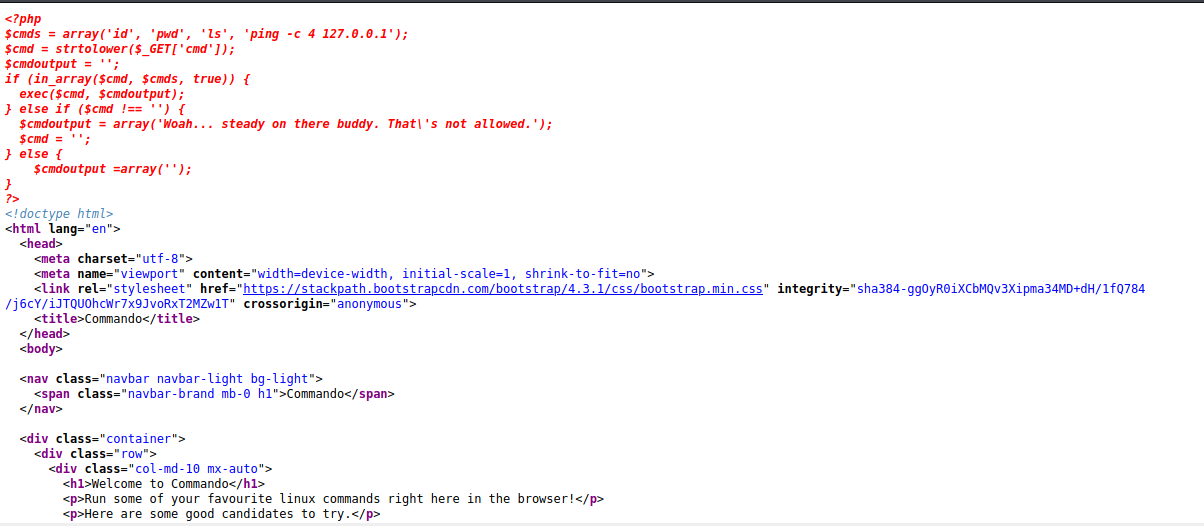 <?php
$cmds = array('id', 'pwd', 'ls', 'ping -c 4 127.0.0.1');
$cmd = strtolower($_GET['cmd']);
$cmdoutput = '';
if (in_array($cmd, $cmds, true)) {
  exec($cmd, $cmdoutput);
} else if ($cmd !== '') {
  $cmdoutput = array('Woah... steady on there buddy. That\'s not allowed.');
  $cmd = '';
} else {
    $cmdoutput =array('');
}
?>
<!doctype html>
<html lang="en">
  <head>
    <meta charset="utf-8">
    <meta name="viewport" content="width=device-width, initial-scale=1, shrink-to-fit=no">
    <link rel="stylesheet" href="https://stackpath.bootstrapcdn.com/bootstrap/4.3.1/css/bootstrap.min.css" integrity="sha384-ggOyR0iXCbMQv3Xipma34MD+dH/1fQ784
/j6cY/iJTQUOhcWr7x9JvoRxT2MZw1T" crossorigin="anonymous">
    <title>Commando</title>
  </head>
  <body>
  <nav class="navbar navbar-light bg-light">
    <span class="navbar-brand mb-0 h1">Commando</span>
  </nav>
  <div class="container">
    <div class="row">
      <div class="col-md-10 mx-auto">
        <h1>Welcome to Commando</h1>
        <p>Run some of your favourite linux commands right here in the browser!</p>
        <p>Here are some good candidates to try.</p>